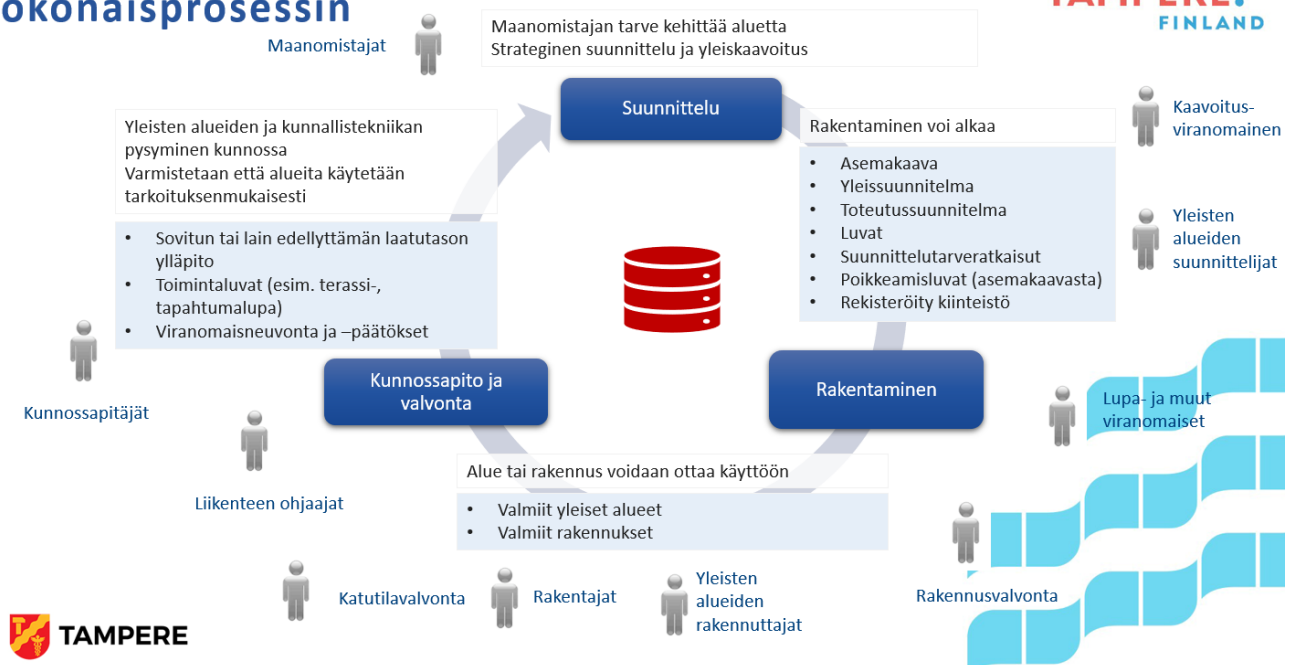 okonaisprosessin
TAMPERE.
FINLAND
Maanomistajat
Maanomistajan tarve kehittää aluetta
Strateginen suunnittelu ja yleiskaavoitus
Suunnittelu
Kaavoitus-
viranomainen
Yleisten alueiden ja kunnallistekniikan
pysyminen kunnossa
Varmistetaan että alueita käytetään
tarkoituksenmukaisesti
Rakentaminen voi alkaa
• Asemakaava
• Yleissuunnitelma
• Toteutussuunnitelma
• Luvat
• Suunnittelutarveratkaisut
• Poikkeamisluvat (asemakaavasta)
• Rekisteröity kiinteistö
Yleisten
alueiden
suunnittelijat
• Sovitun tai lain edellyttämän laatutason
ylläpito
• Toimintaluvat (esim. terassi-,
tapahtumalupa)
• Viranomaisneuvonta ja –päätökset
Kunnossapito ja
valvonta
Rakentaminen
Kunnossapitäjät
Lupa- ja muut
viranomaiset
Liikenteen ohjaajat
Alue tai rakennus voidaan ottaa käyttöön
• Valmiit yleiset alueet
• Valmiit rakennukset
Katutilavalvonta
Rakentajat
Yleisten
alueiden
rakennuttajat
Rakennusvalvonta
TAMPERE